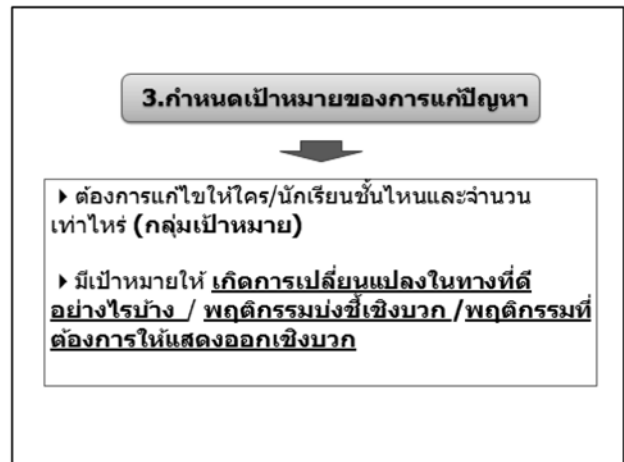 3.กำหนดเป้าหมายของการแก้ปัญหา
▶ ต้องการแก้ไขให้ใคร/นักเรียนชั้นไหนและจำนวน
เท่าไหร่ (กลุ่มเป้าหมาย)
▶ มีเป้าหมายให้ เกิดการเปลี่ยนแปลงในทางที่ดี
อย่างไรบ้าง / พฤติกรรมบ่งชี้เชิงบวก /พฤติกรรมที่
ต้องการให้แสดงออกเชิงบวก